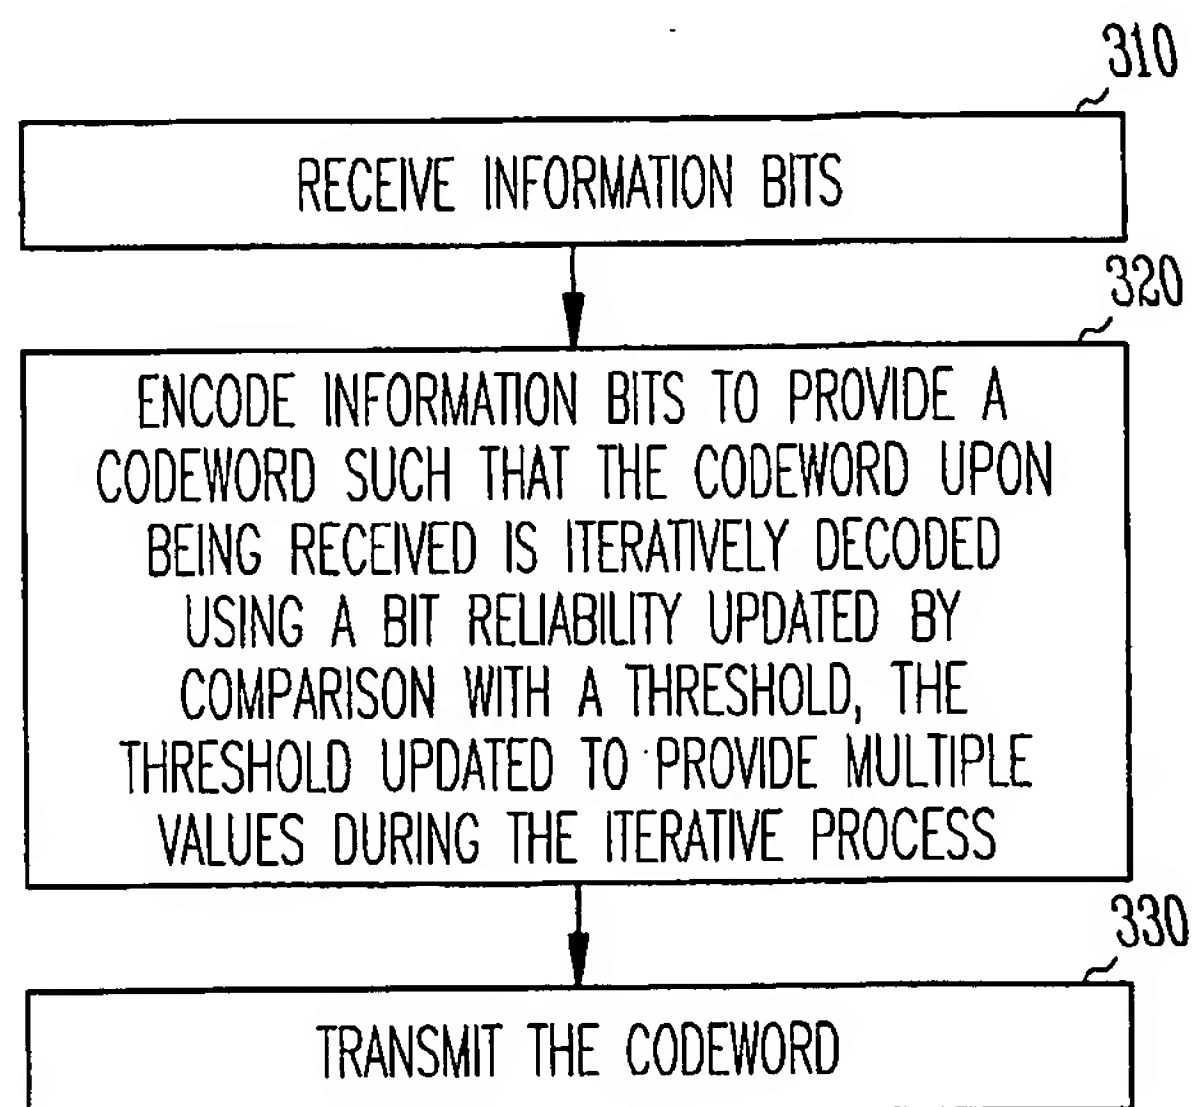 310
RECEIVE INFORMATION BITS
320
ENCODE INFORMATION BITS TO PROVIDE A
CODEWORD SUCH THAT THE CODEWORD UPON
BEING RECEIVED IS ITERATIVELY DECODED
USING A BIT RELIABILITY UPDATED BY
COMPARISON WITH A THRESHOLD, THE
THRESHOLD UPDATED TO PROVIDE MULTIPLE
VALUES DURING THE ITERATIVE PROCESS
330
TRANSMIT THE CODEWORD